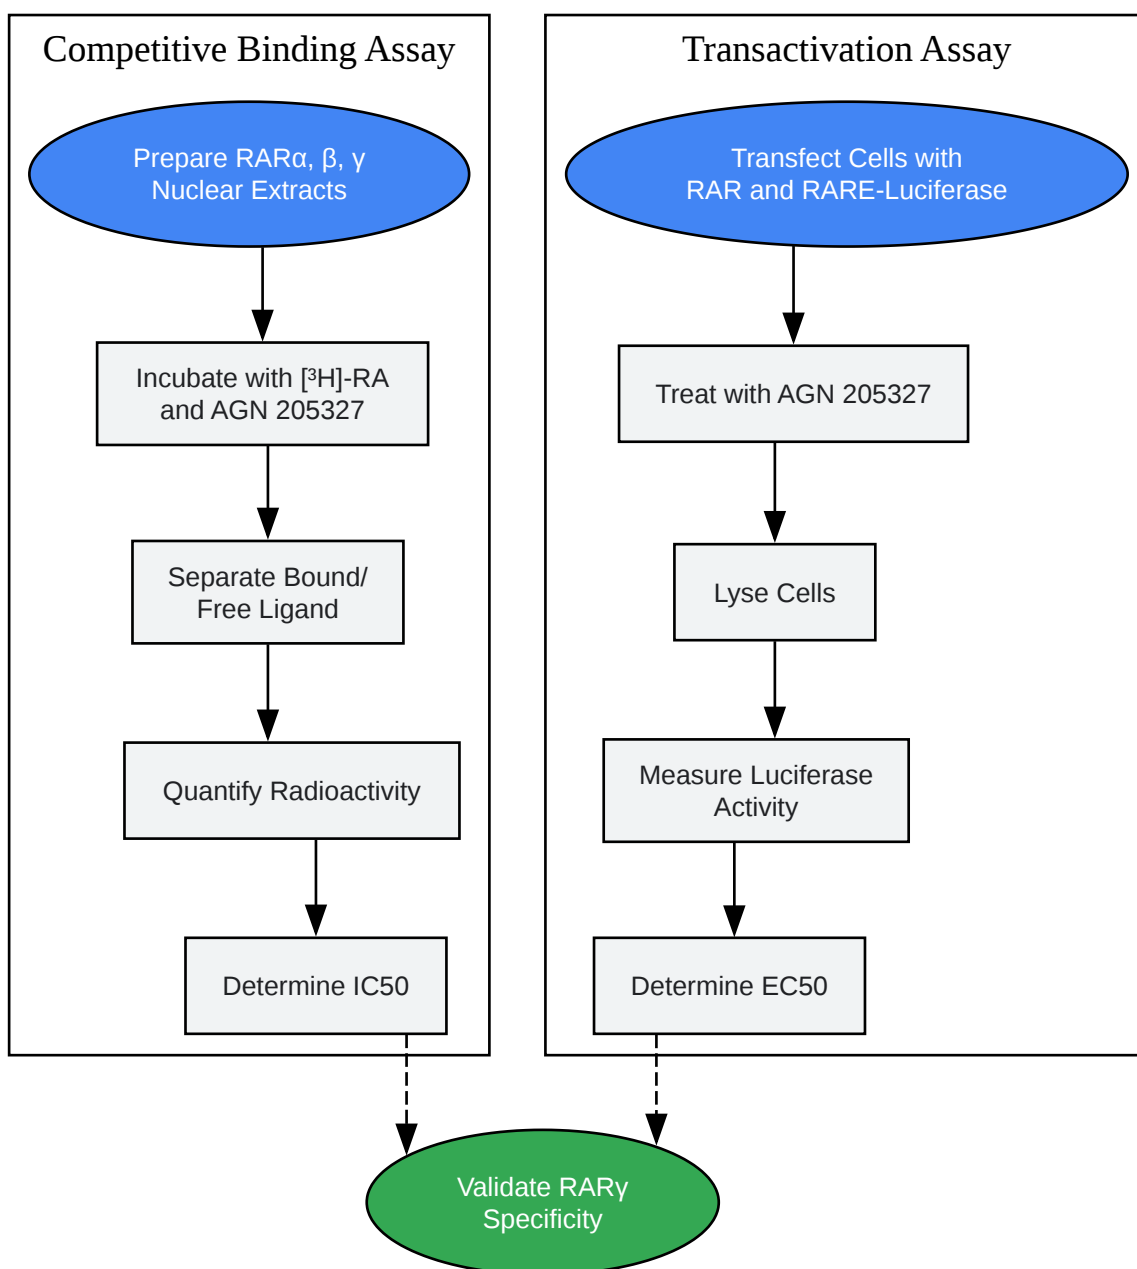 Competitive Binding Assay
Prepare RARα, β, γ
Nuclear Extracts
Incubate with [³H]-RA
and AGN 205327
Separate Bound/
Free Ligand
Quantify Radioactivity
Determine IC50
Transactivation Assay
Transfect Cells with
RAR and RARE-Luciferase
Treat with AGN 205327
Lyse Cells
Measure Luciferase
Activity
Determine EC50
Validate RARγ
Specificity